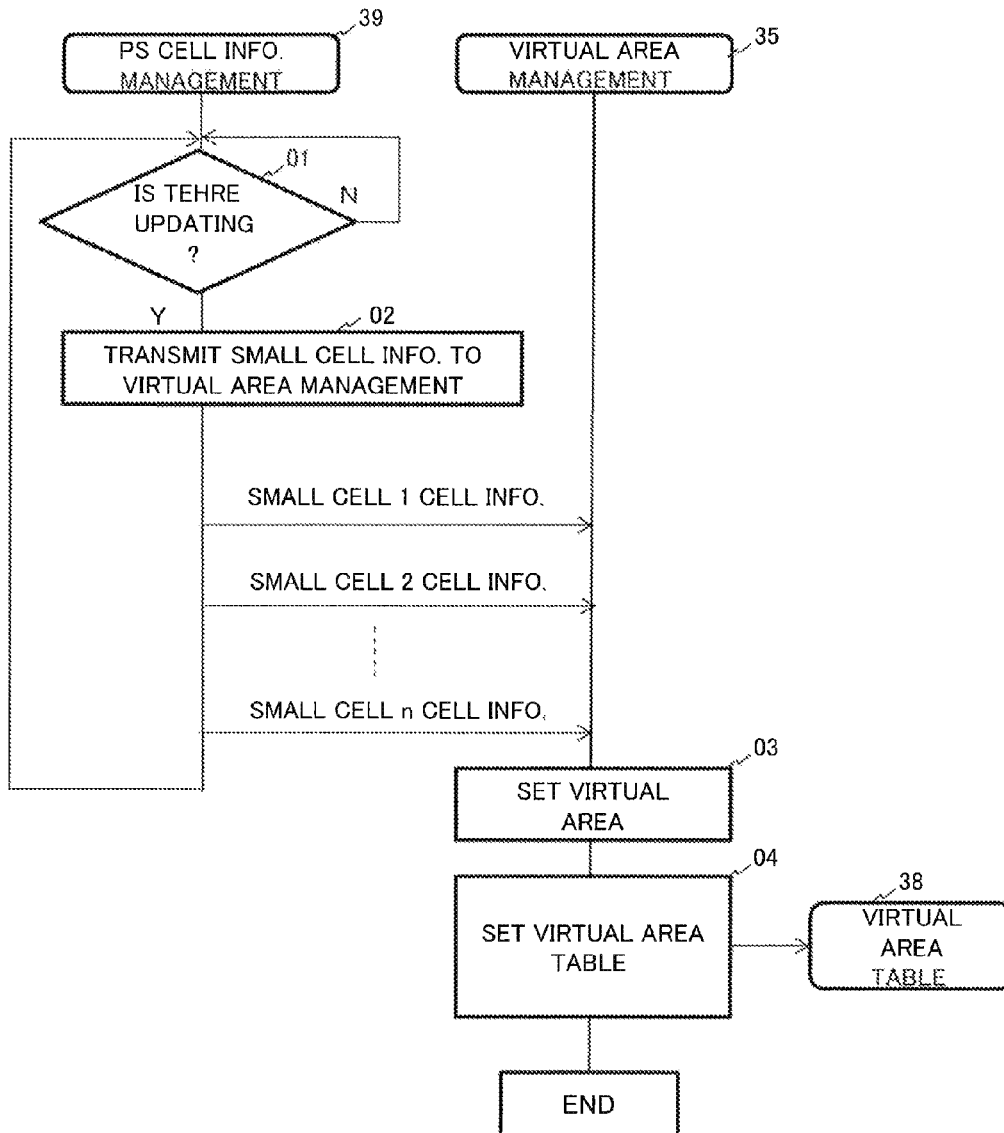 39
PS CELL INFO.
MANAGEMENT
35
VIRTUAL AREA
MANAGEMENT
01
IS TEHRE
UPDATING
?
N
Y
02
TRANSMIT SMALL CELL INFO. TO
VIRTUAL AREA MANAGEMENT
SMALL CELL 1 CELL INFO.
SMALL CELL 2 CELL INFO.
SMALL CELL n CELL INFO.
03
SET VIRTUAL
AREA
04
SET VIRTUAL AREA
TABLE
38
VIRTUAL
AREA
TABLE
END